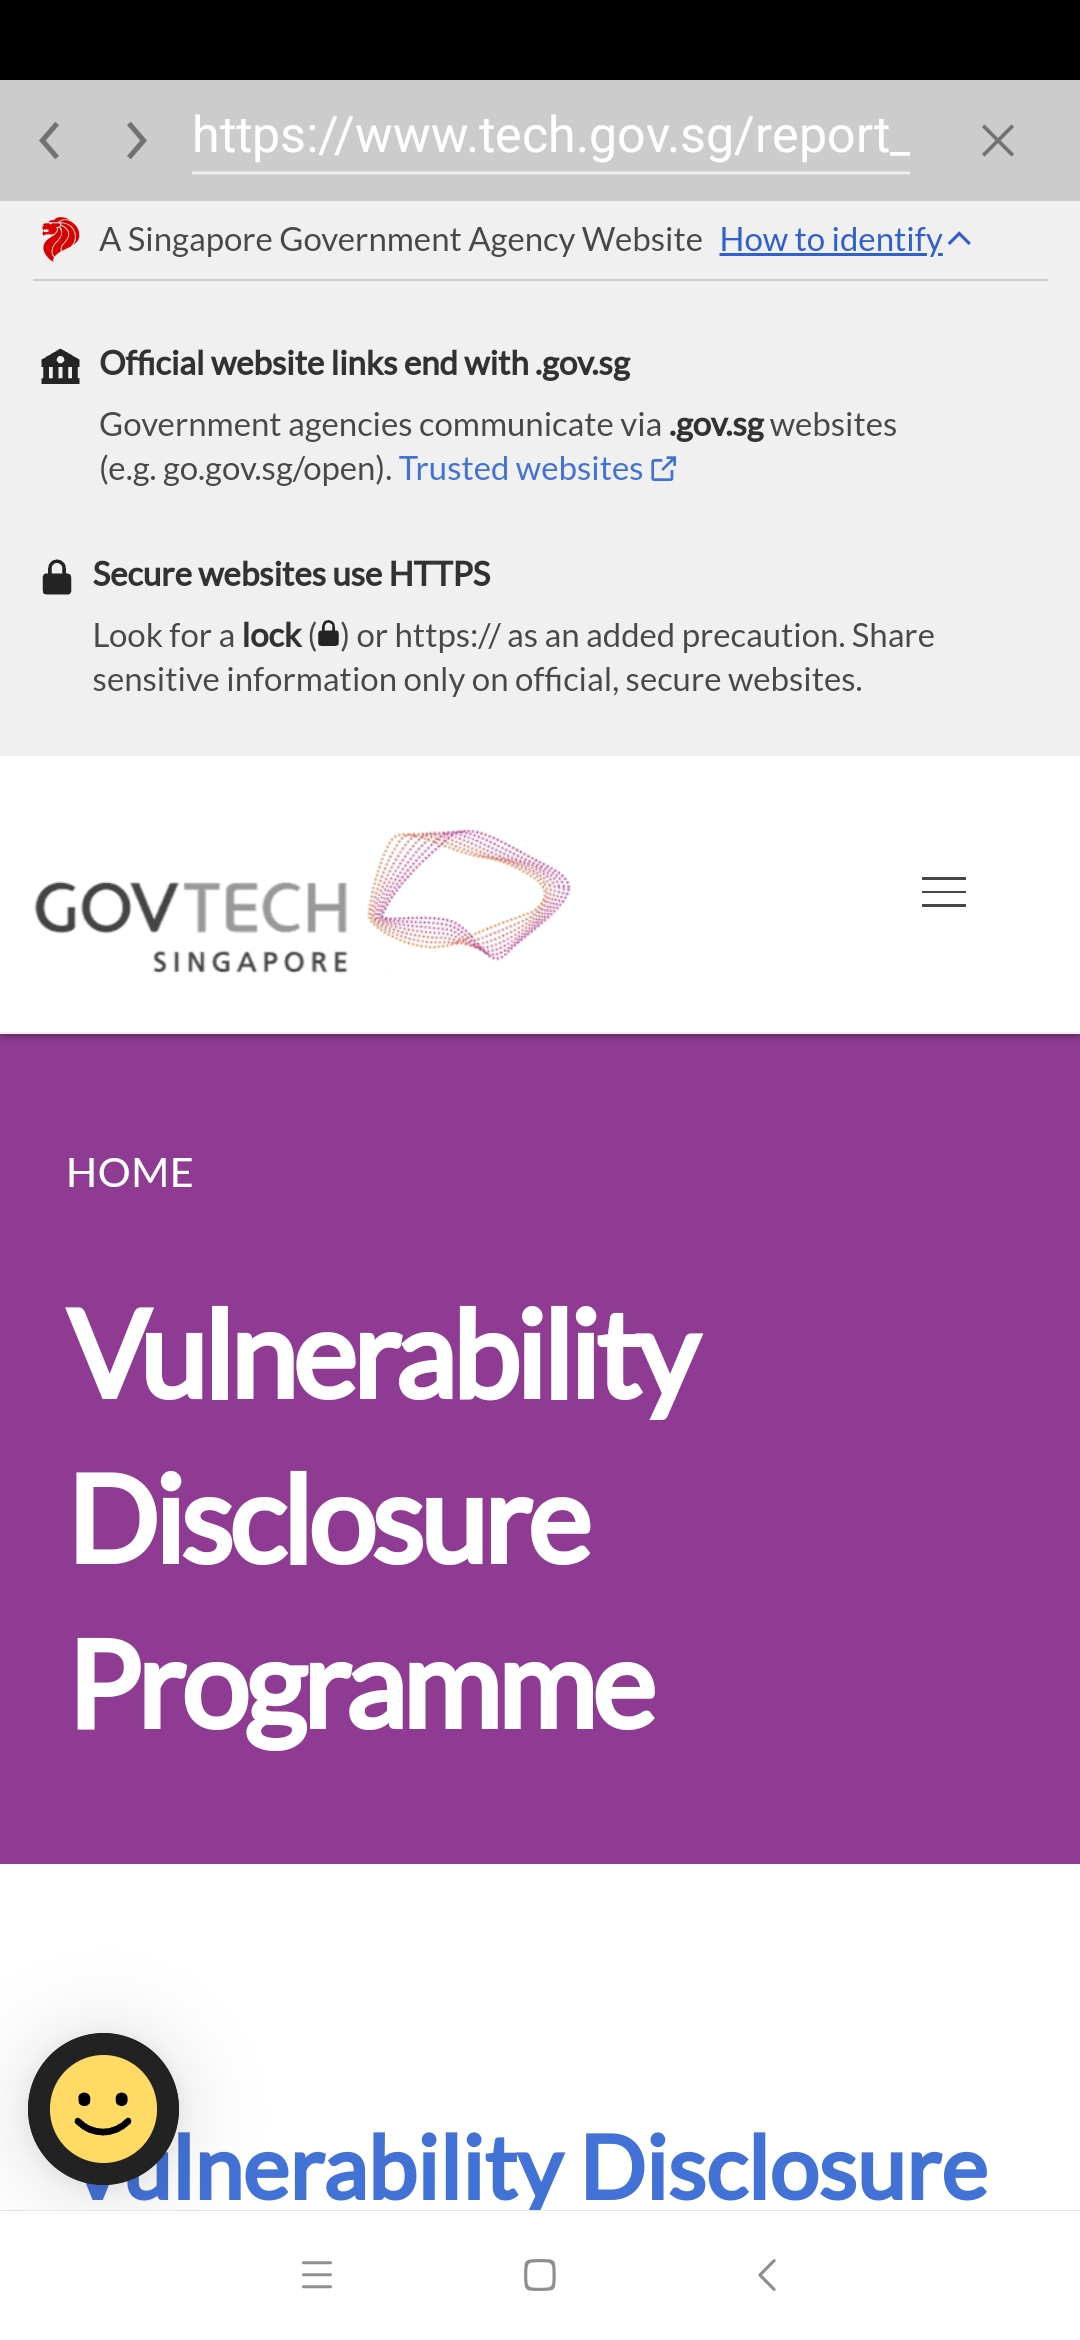 https://www.tech.gov.sg/report_
A Singapore Government Agency Website How to identify
Official website links end with .gov.sg
Government agencies communicate via .gov.sg websites
(e.g. go.gov.sg/open). Trusted websites
Secure websites use HTTPS
Look for a lock () or https:// as an added precaution. Share
sensitive information only on official, secure websites.
GOVTECH
SINGAPORE
HOME
Vulnerability
Disclosure
Programme
Vulnerability Disclosure